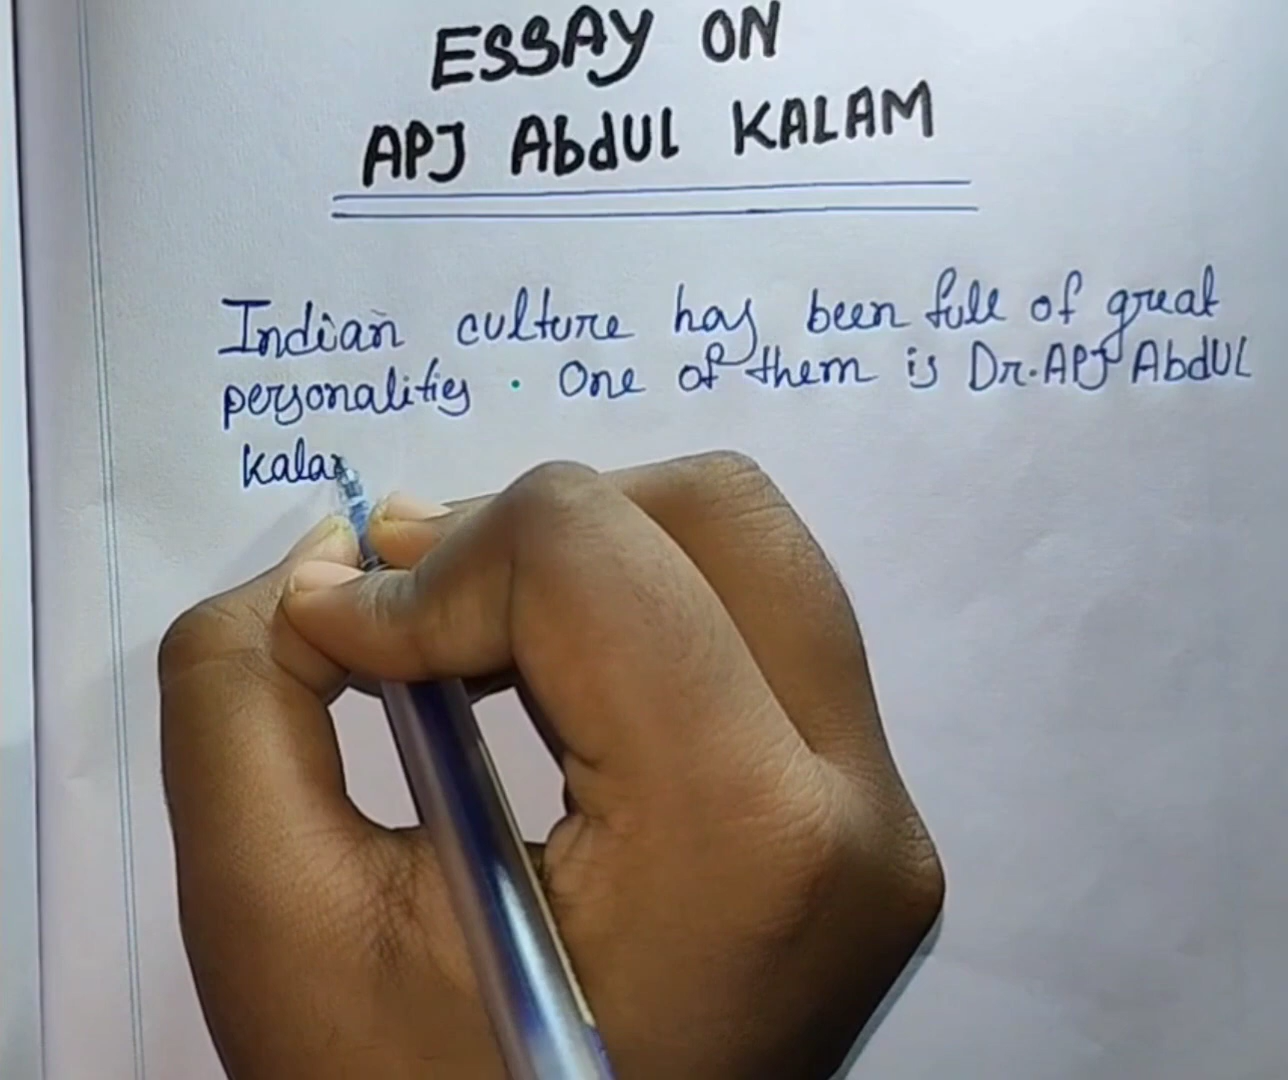 ESSAY ON
APJ AbdUL KALAM
Indian culture has been full of great
personalities. One of them is Dr. APJ AbdUL
Kala